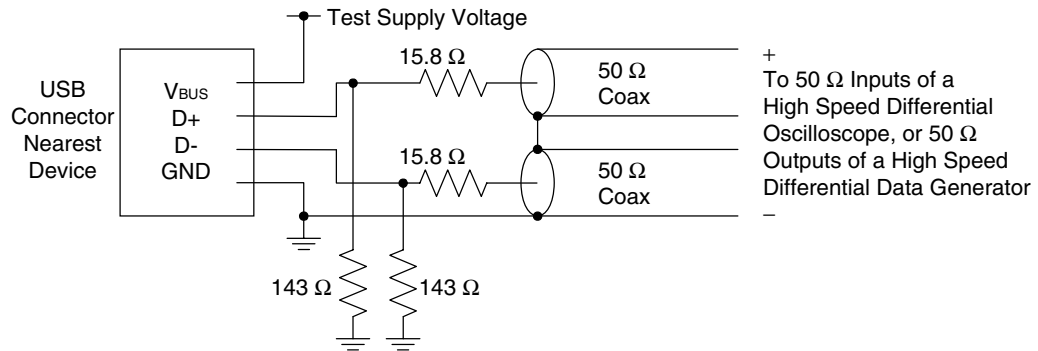 Test Supply Voltage
USB
Connector
Nearest
Device
VBUS
D+
D-
GND
15.8 Ω
50 Ω
Coax
15.8 Ω
50 Ω
Coax
143 Ω
143 Ω
+
To 50 Ω Inputs of a
High Speed Differential
Oscilloscope, or 50 Ω
Outputs of a High Speed
Differential Data Generator
−